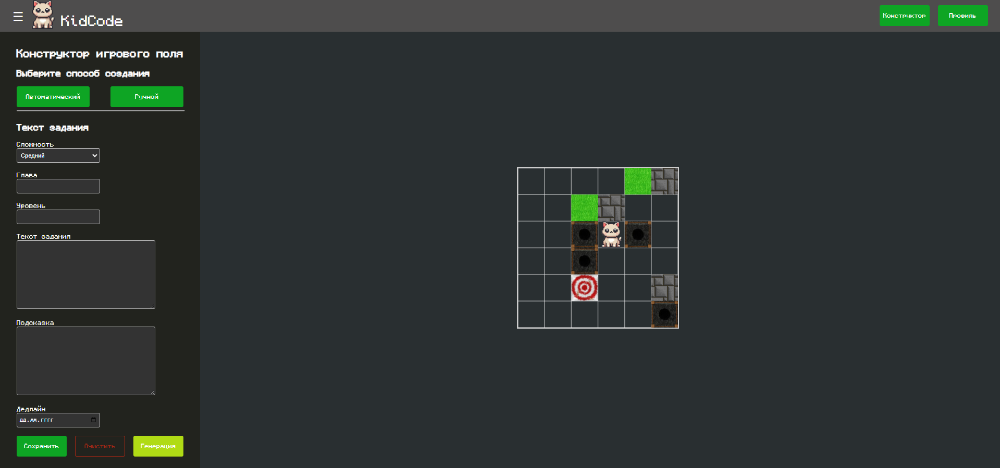 ☰ KidCode
Конструктор
Профиль
Конструктор игрового поля
Выберите способ создания
Автоматический
Ручной
Текст задания
Сложность
Средний
Глава
Уровень
Текст задания
Подсказка
Дедлайн
дд.мм.гггг
Сохранить
Очистить
Генерация